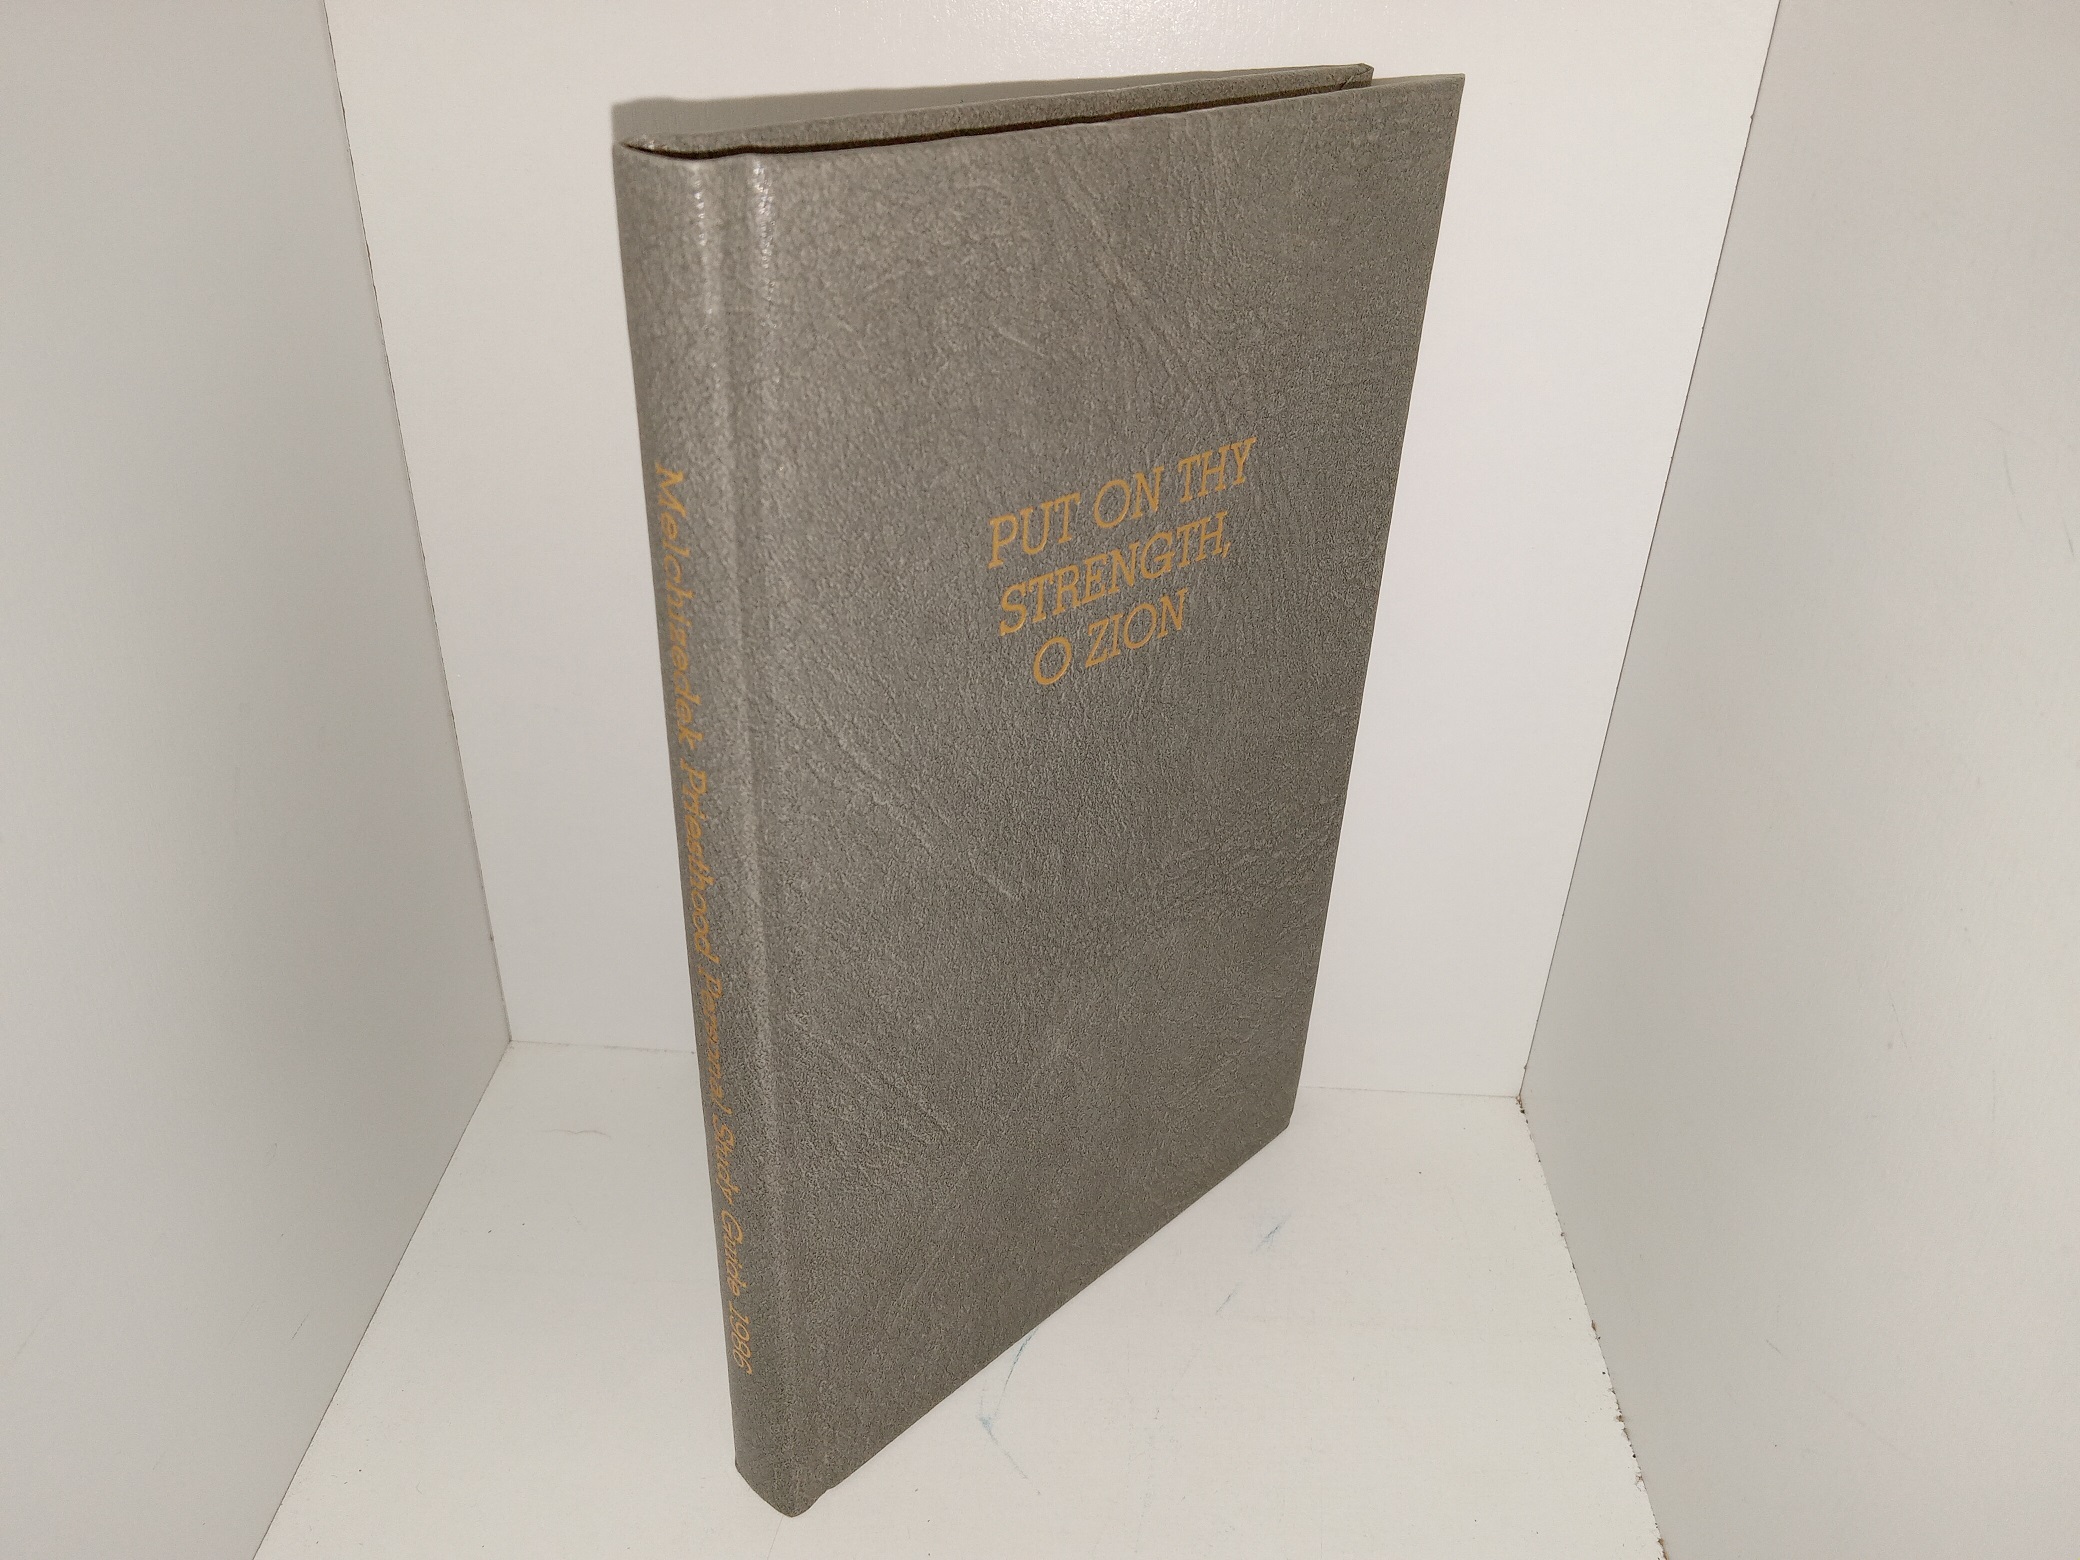 PUT ON THY
STRENGTH,
O ZION
Melchizedek Priesthood Personal Study Guide 1986